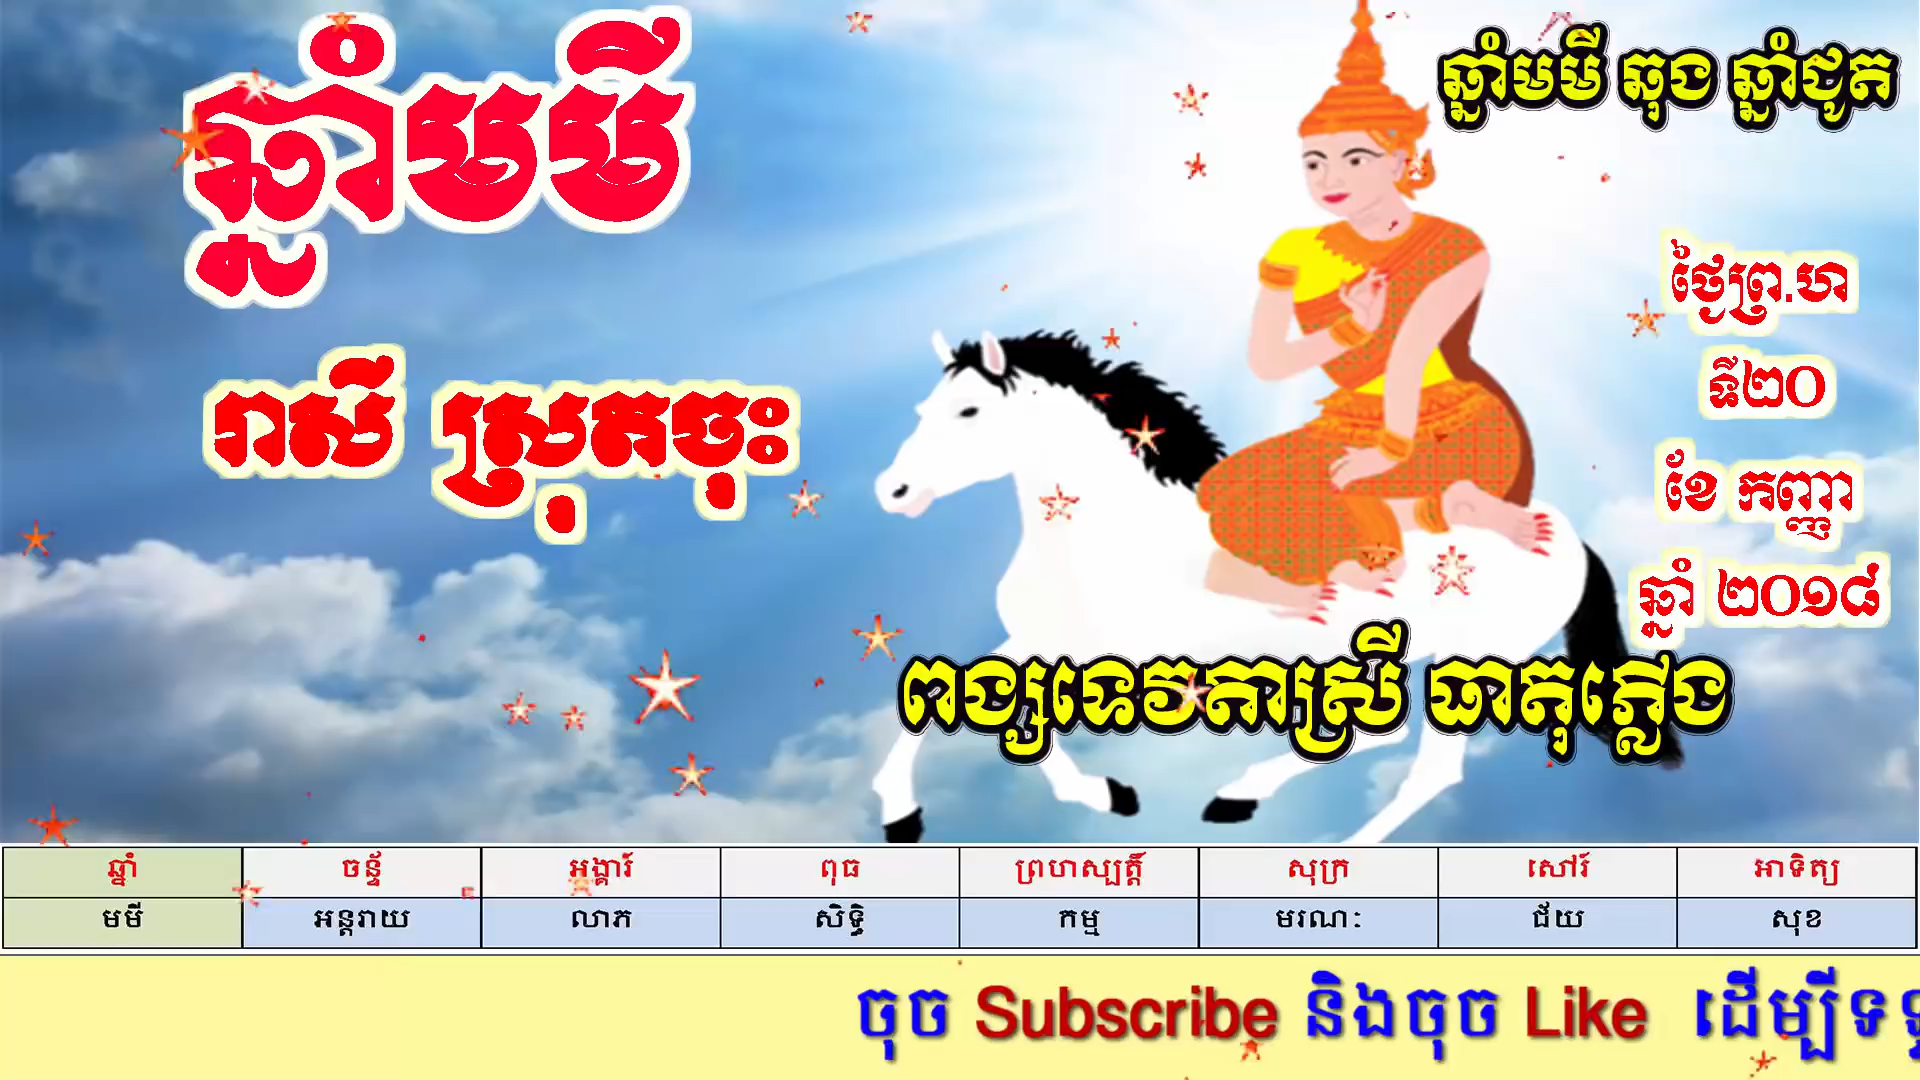 ឆ្នាំមមី
ឆ្នាំមមី ឆុង ឆ្នាំជូត
រាសី ស្រុតចុះ
ថ្ងៃព្រ.ហ
ទី២០
ខែ កញ្ញា
ឆ្នាំ ២០១៨
ពង្សទេវតាស្រី ធាតុភ្លើង
ឆ្នាំ ចន្ទ័ អង្គារ៍ ពុធ ព្រហស្បត្តិ៍ សុក្រ សៅរ៍ អាទិត្យ
មមី អន្តរាយ លាភ សិទ្ធិ កម្ម មរណៈ ជ័យ សុខ
ចុច Subscribe និងចុច Like ដើម្បីទទួ